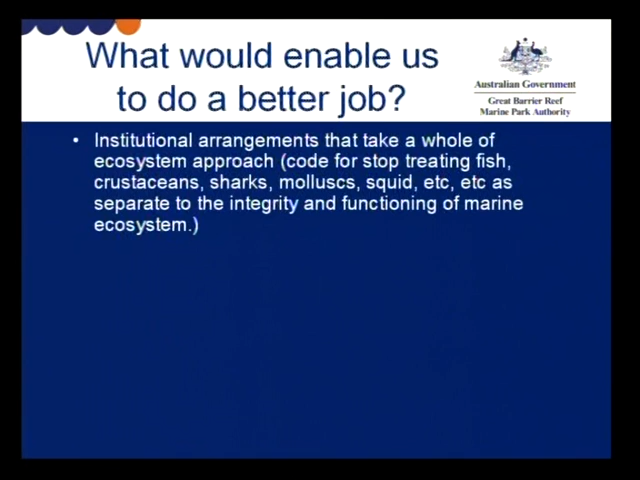 What would enable us
to do a better job?
Australian Government
Great Barrier Reef
Marine Park Authority
• Institutional arrangements that take a whole of
ecosystem approach (code for stop treating fish,
crustaceans, sharks, molluscs, squid, etc, etc as
separate to the integrity and functioning of marine
ecosystem.)